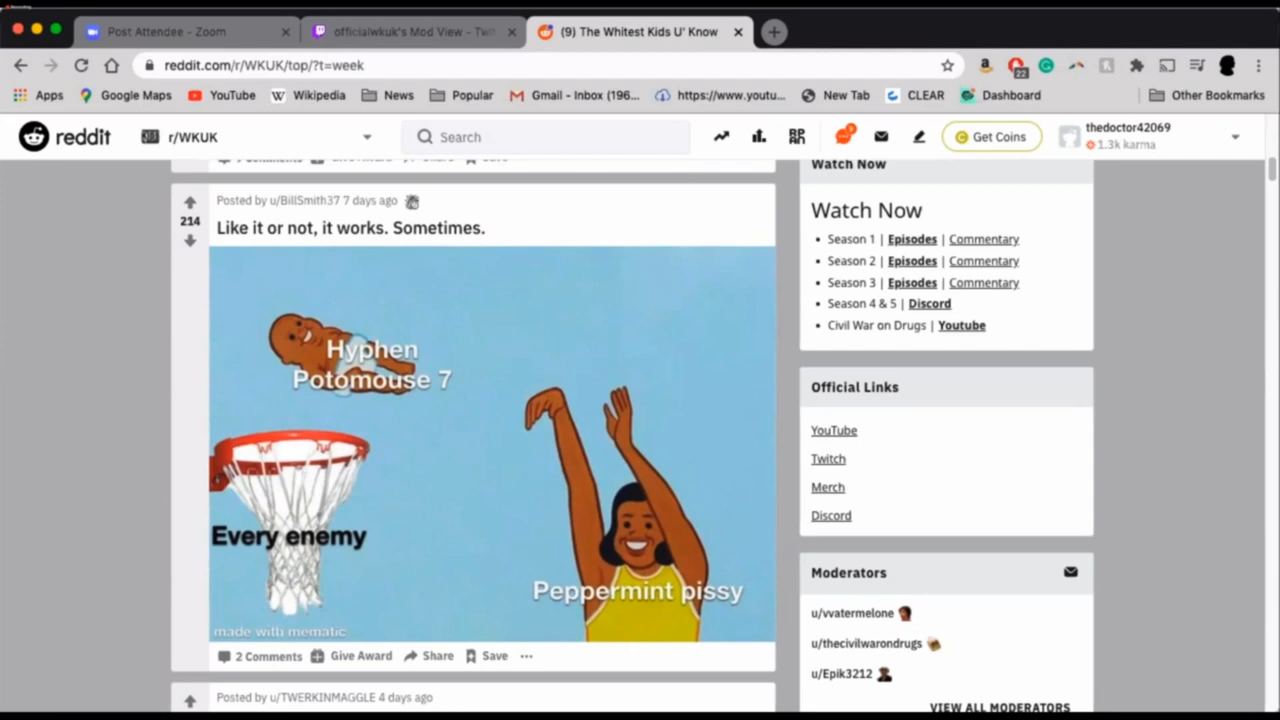 Post Attendee - Zoom
officialwkuk's Mod View - Twi
(9) The Whitest Kids U' Know
reddit.com/r/WKUK/top/?t=week
22
Apps
Google Maps
YouTube
Wikipedia
News
Popular
Gmail - Inbox (196...
https://www.youtu...
New Tab
CLEAR
Dashboard
Other Bookmarks
reddit
r/WKUK
Search
Get Coins
thedoctor42069
1.3k karma
Posted by u/BillSmith37 7 days ago
214
Like it or not, it works. Sometimes.
Hyphen
Potomouse 7
Every enemy
Peppermint pissy
made with mematic
2 Comments
Give Award
Share
Save
Posted by u/TWERKINMAGGLE 4 days ago
Watch Now
Watch Now
• Season 1 | Episodes | Commentary
• Season 2 | Episodes | Commentary
• Season 3 | Episodes | Commentary
• Season 4 & 5 | Discord
• Civil War on Drugs | Youtube
Official Links
YouTube
Twitch
Merch
Discord
Moderators
u/vvatermelone
u/thecivilwarondrugs
u/Epik3212
VIEW ALL MODERATORS